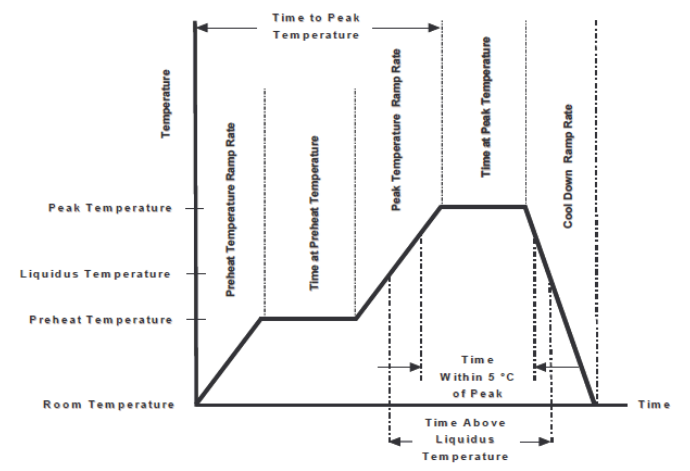 Time to Peak
Temperature
Temperature
Preheat Temperature Ramp Rate
Time at Preheat Temperature
Peak Temperature Ramp Rate
Time at Peak Temperature
Cool Down Ramp Rate
Peak Temperature
Liquidus Temperature
Preheat Temperature
Room Temperature
Time
Within 5 °C
of Peak
Time
Time Above
Liquidus
Temperature